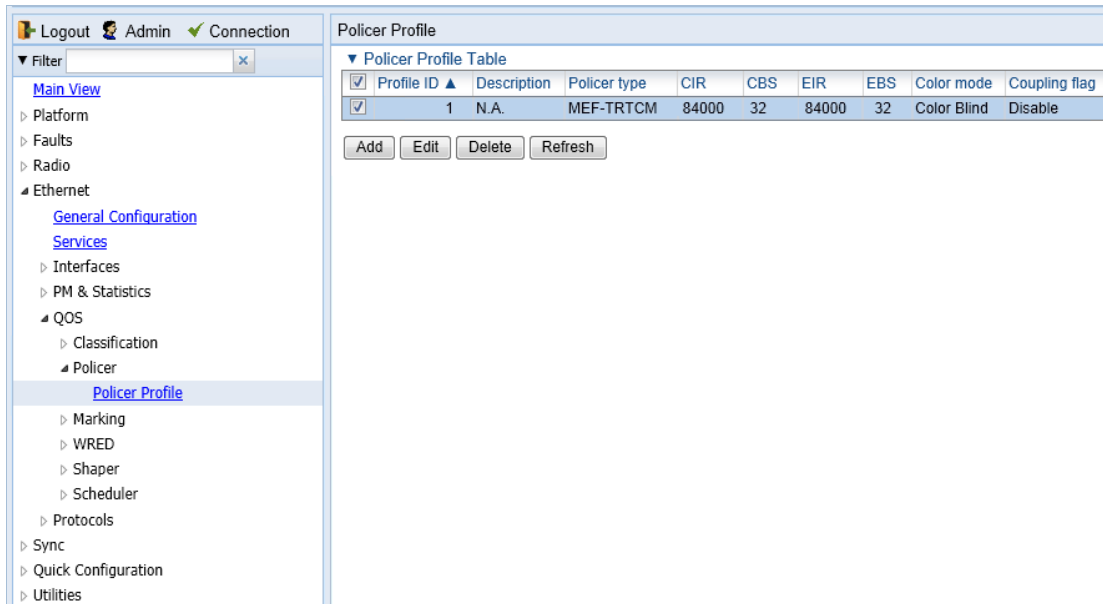 Logout Admin Connection
Filter
Main View
Platform
Faults
Radio
Ethernet
General Configuration
Services
Interfaces
PM & Statistics
QOS
Classification
Policer
Policer Profile
Marking
WRED
Shaper
Scheduler
Protocols
Sync
Quick Configuration
Utilities
Policer Profile
Policer Profile Table
Profile ID ▲ Description Policer type CIR CBS EIR EBS Color mode Coupling flag
1 N.A. MEF-TRTCM 84000 32 84000 32 Color Blind Disable
Add Edit Delete Refresh